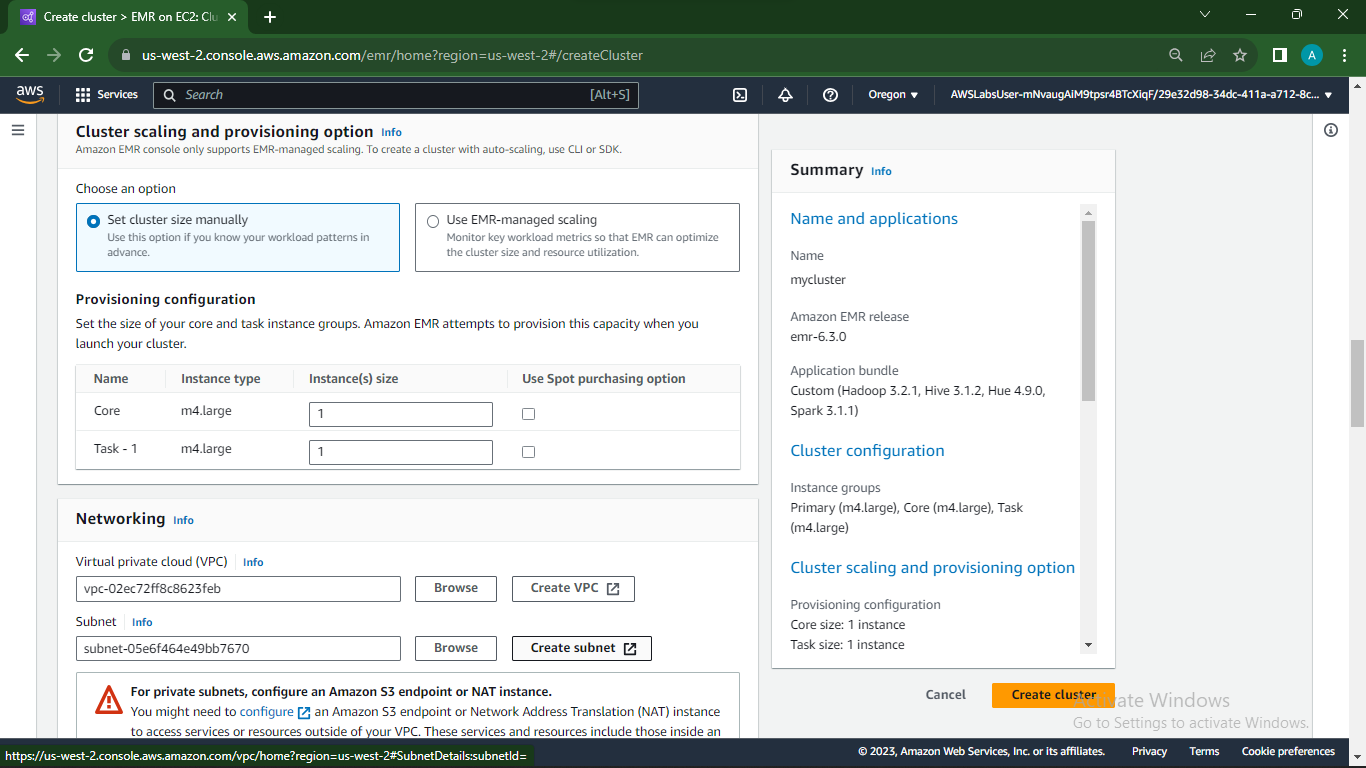 Create cluster > EMR on EC2: Clu
us-west-2.console.aws.amazon.com/emr/home?region=us-west-2#/createCluster
A
aws
Services
Search
[Alt+S]
Oregon
AWSLabsUser-mNvaugAiM9tpsr4BTcXiqF/29e32d98-34dc-411a-a712-8c...
Cluster scaling and provisioning option Info
Amazon EMR console only supports EMR-managed scaling. To create a cluster with auto-scaling, use CLI or SDK.
Choose an option
Set cluster size manually
Use this option if you know your workload patterns in
advance.
Use EMR-managed scaling
Monitor key workload metrics so that EMR can optimize
the cluster size and resource utilization.
Provisioning configuration
Set the size of your core and task instance groups. Amazon EMR attempts to provision this capacity when you
launch your cluster.
Name Instance type Instance(s) size Use Spot purchasing option
Core m4.large 1
Task - 1 m4.large 1
Networking Info
Virtual private cloud (VPC) Info
vpc-02ec72ff8c8623feb Browse Create VPC
Subnet Info
subnet-05e6f464e49bb7670 Browse Create subnet
For private subnets, configure an Amazon S3 endpoint or NAT instance.
You might need to configure an Amazon S3 endpoint or Network Address Translation (NAT) instance
to access services or resources outside of your VPC. These services and resources include those inside an
Summary Info
Name and applications
Name
mycluster
Amazon EMR release
emr-6.3.0
Application bundle
Custom (Hadoop 3.2.1, Hive 3.1.2, Hue 4.9.0,
Spark 3.1.1)
Cluster configuration
Instance groups
Primary (m4.large), Core (m4.large), Task
(m4.large)
Cluster scaling and provisioning option
Provisioning configuration
Core size: 1 instance
Task size: 1 instance
Cancel Create cluster
Activate Windows
Go to Settings to activate Windows.
https://us-west-2.console.aws.amazon.com/vpc/home?region=us-west-2#SubnetDetails:subnetId=
© 2023, Amazon Web Services, Inc. or its affiliates. Privacy Terms Cookie preferences